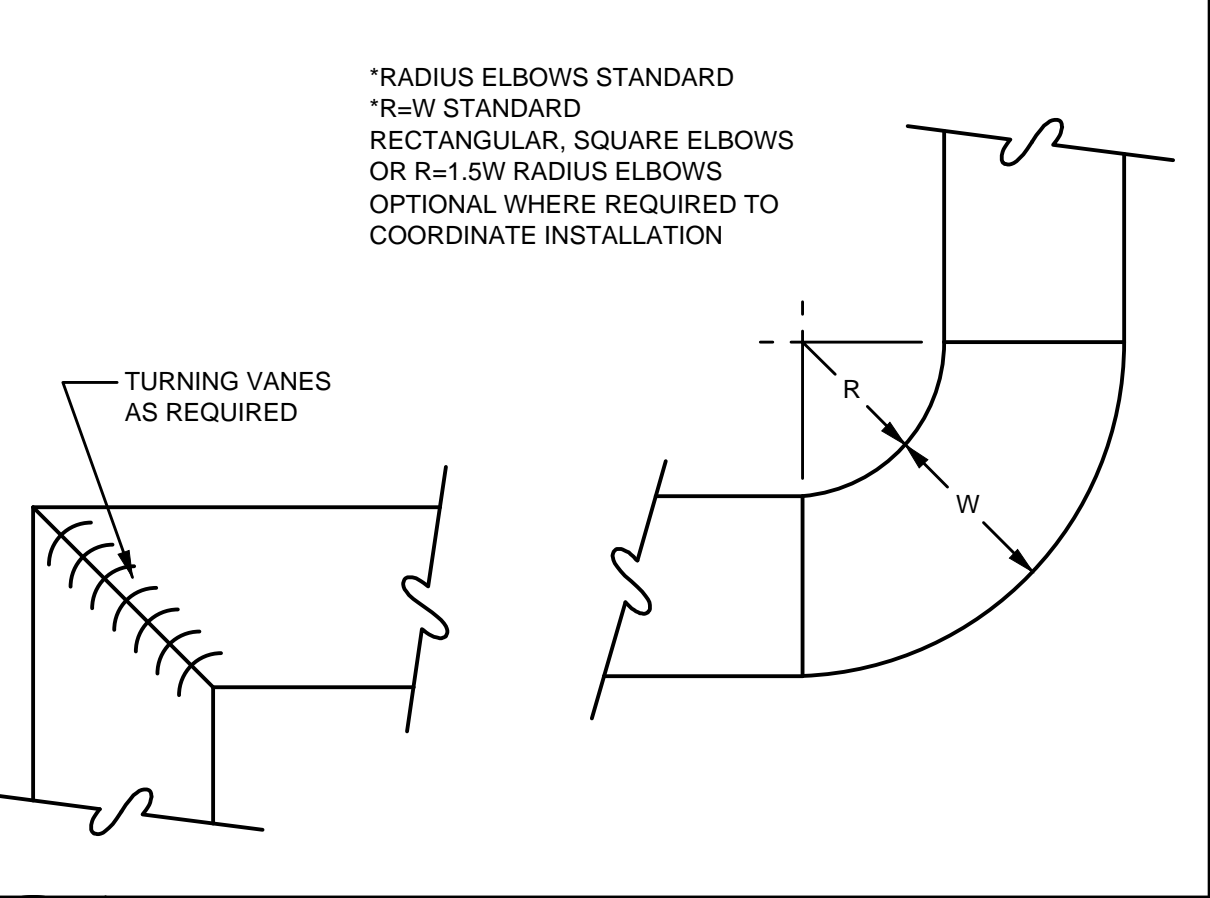 *RADIUS ELBOWS STANDARD
*R=W STANDARD
RECTANGULAR, SQUARE ELBOWS
OR R=1.5W RADIUS ELBOWS
OPTIONAL WHERE REQUIRED TO
COORDINATE INSTALLATION
TURNING VANES
AS REQUIRED
R
W